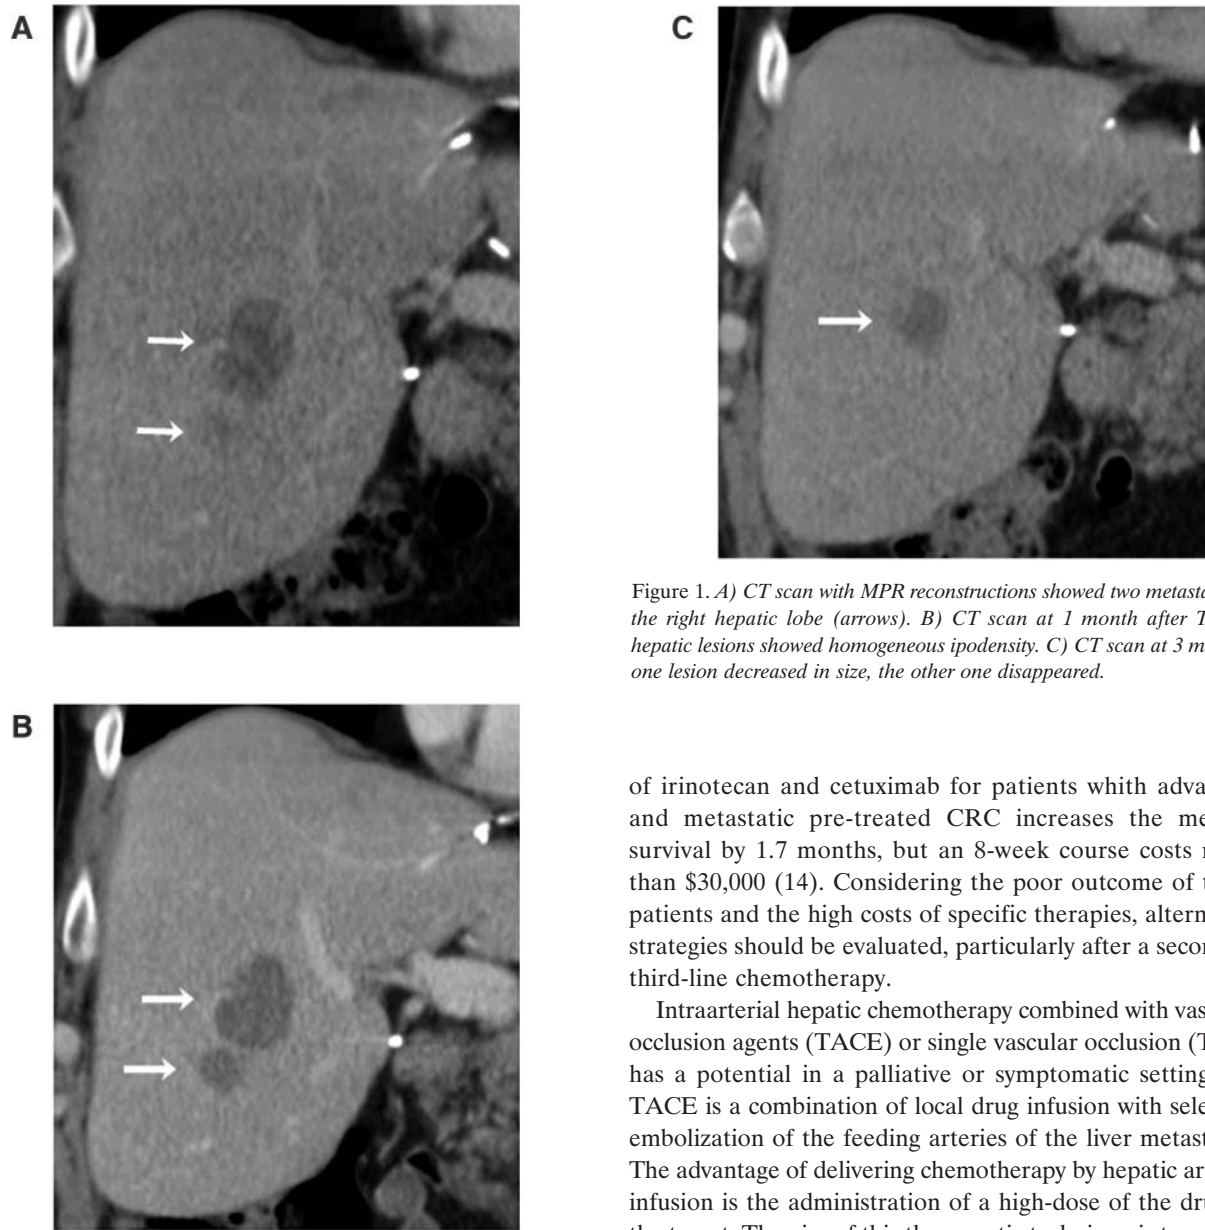 A
C
Figure 1. A) CT scan with MPR reconstructions showed two metasta
the right hepatic lobe (arrows). B) CT scan at 1 month after T
hepatic lesions showed homogeneous ipodensity. C) CT scan at 3 m
one lesion decreased in size, the other one disappeared.
B
of irinotecan and cetuximab for patients whith adva
and metastatic pre-treated CRC increases the me
survival by 1.7 months, but an 8-week course costs
than $30,000 (14). Considering the poor outcome of
patients and the high costs of specific therapies, altern
strategies should be evaluated, particularly after a secon
third-line chemotherapy.
Intraarterial hepatic chemotherapy combined with vas
occlusion agents (TACE) or single vascular occlusion (T
has a potential in a palliative or symptomatic setting
TACE is a combination of local drug infusion with sele
embolization of the feeding arteries of the liver metast
The advantage of delivering chemotherapy by hepatic ar
infusion is the administration of a high-dose of the dru